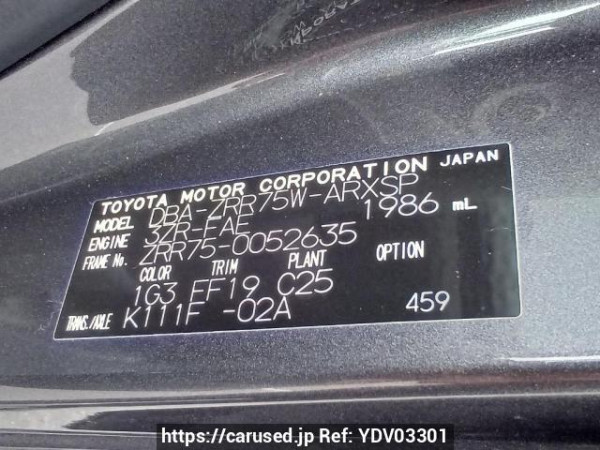 TOYOTA MOTOR CORPORATION JAPAN
MODEL DBA-ZRR75W-ARXSP
ENGINE 3ZR-FAE 1986 mL
FRAME No. ZRR75-0052635
COLOR TRIM PLANT OPTION
1G3 EF19 C25
TRANS./AXLE K111F -02A 459
https://carused.jp Ref: YDV03301